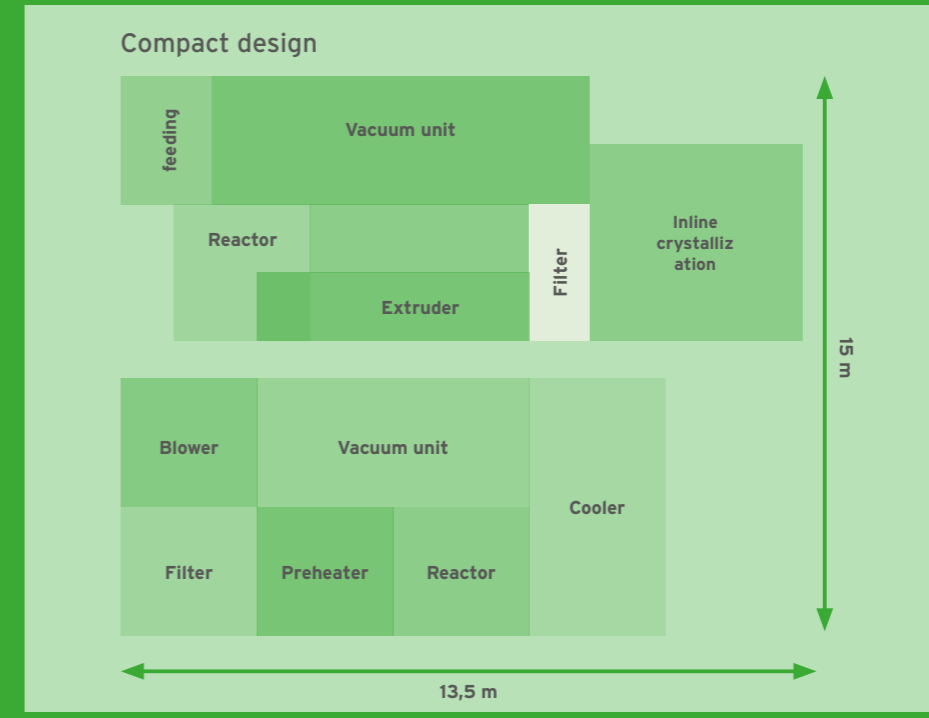 Compact design
feeding
Vacuum unit
Reactor
Extruder
Filter
Inline
crystalliz
ation
15 m
Blower
Vacuum unit
Cooler
Filter
Preheater
Reactor
13,5 m